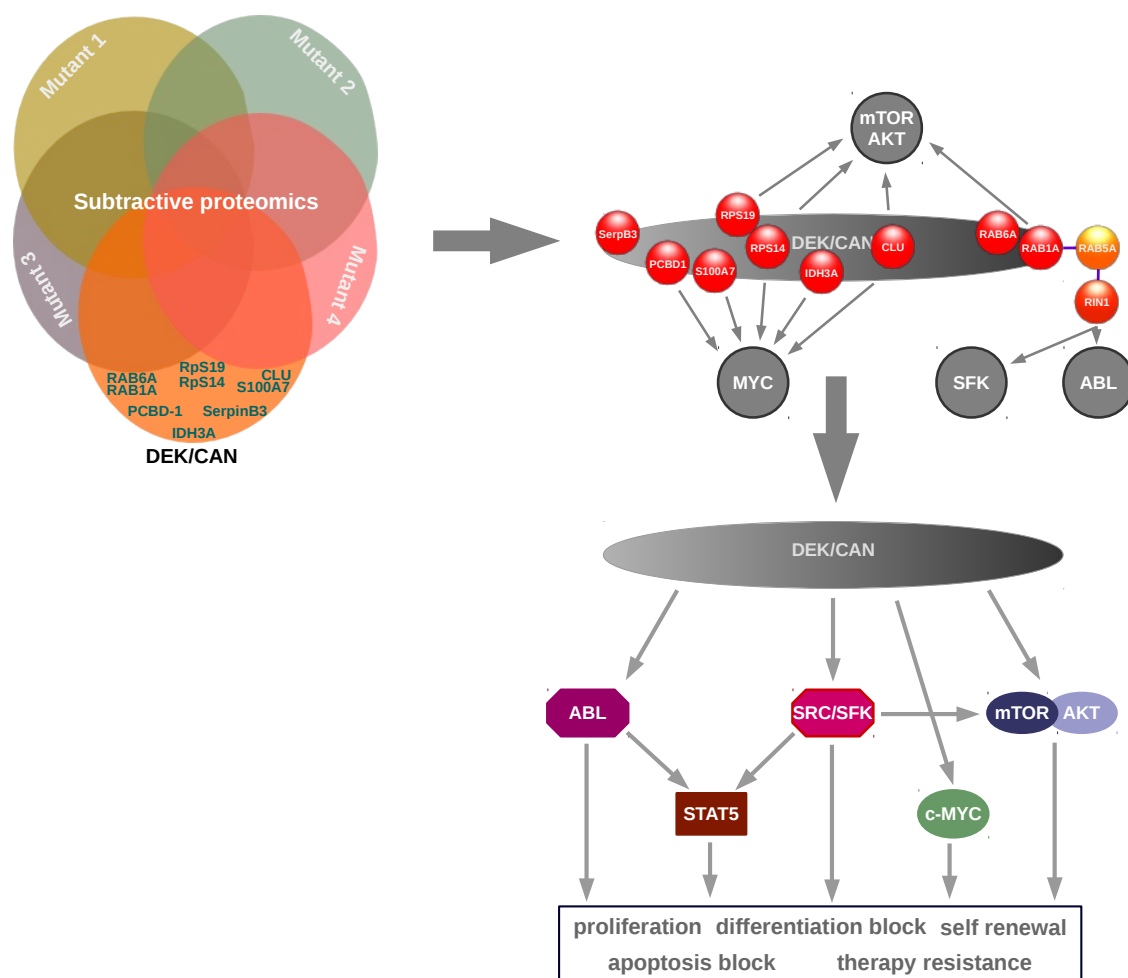 Mutant 1
Mutant 2
Subtractive proteomics
Mutant 3
Mutant 4
RAB6A
RAB1A
RpS19
RpS14
CLU
S100A7
PCBD-1
SerpinB3
IDH3A
DEK/CAN
mTOR
AKT
SerpB3
RPS19
PCBD1
S100A7
RPS14
DEK/CAN
IDH3A
CLU
RAB6A
RAB1A
RAB5A
RIN1
MYC
SFK
ABL
DEK/CAN
ABL
SRC/SFK
mTOR
AKT
STAT5
c-MYC
proliferation differentiation block self renewal
apoptosis block therapy resistance